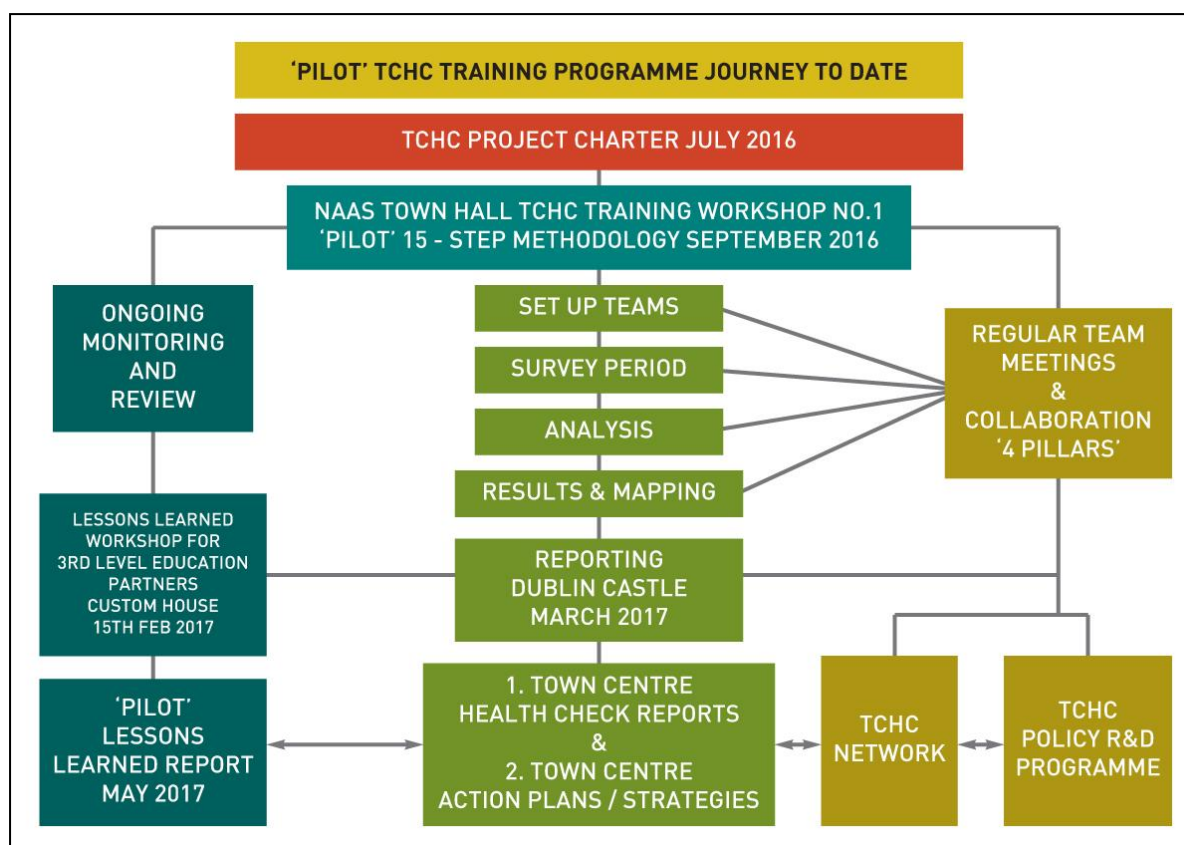 ‘PILOT’ TCHC TRAINING PROGRAMME JOURNEY TO DATE
TCHC PROJECT CHARTER JULY 2016
NAAS TOWN HALL TCHC TRAINING WORKSHOP NO.1
‘PILOT’ 15 - STEP METHODOLOGY SEPTEMBER 2016
ONGOING
MONITORING
AND
REVIEW
SET UP TEAMS
SURVEY PERIOD
ANALYSIS
RESULTS & MAPPING
REGULAR TEAM
MEETINGS
&
COLLABORATION
‘4 PILLARS’
LESSONS LEARNED
WORKSHOP FOR
3RD LEVEL EDUCATION
PARTNERS
CUSTOM HOUSE
15TH FEB 2017
REPORTING
DUBLIN CASTLE
MARCH 2017
‘PILOT’
LESSONS
LEARNED REPORT
MAY 2017
1. TOWN CENTRE
HEALTH CHECK REPORTS
&
2. TOWN CENTRE
ACTION PLANS / STRATEGIES
TCHC
NETWORK
TCHC
POLICY R&D
PROGRAMME